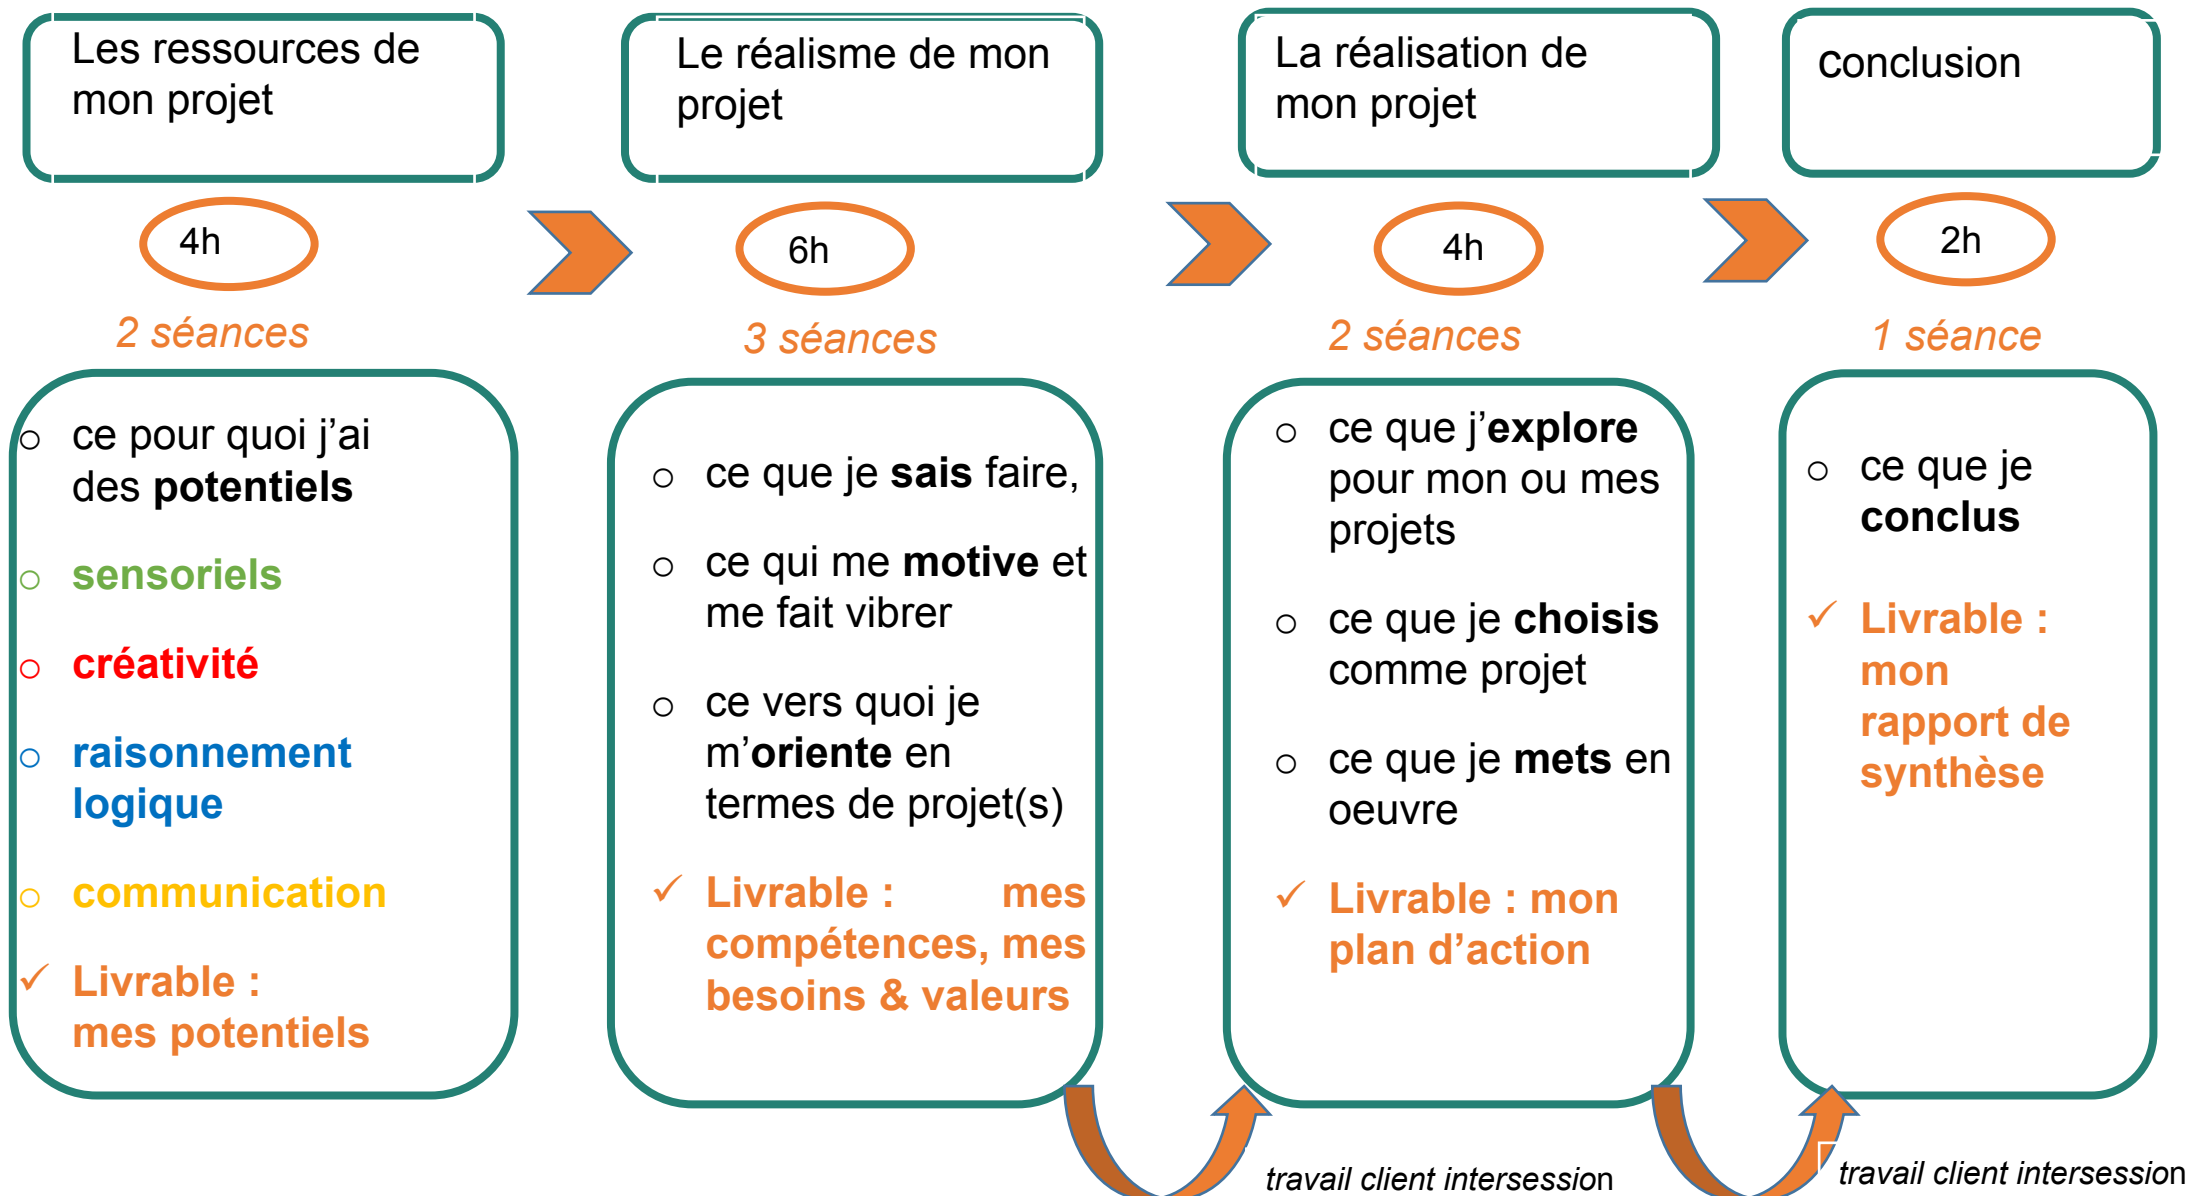 Les ressources de
mon projet
4h
2 séances
ce pour quoi j’ai
des potentiels
sensoriels
créativité
raisonnement
logique
communication
Livrable :
mes potentiels
Le réalisme de mon
projet
6h
3 séances
ce que je sais faire,
ce qui me motive et
me fait vibrer
ce vers quoi je
m’oriente en
termes de projet(s)
Livrable : mes
compétences, mes
besoins & valeurs
La réalisation de
mon projet
4h
2 séances
ce que j’explore
pour mon ou mes
projets
ce que je choisis
comme projet
ce que je mets en
oeuvre
Livrable : mon
plan d’action
travail client intersession
conclusion
2h
1 séance
ce que je
conclus
Livrable :
mon
rapport de
synthèse
travail client intersession